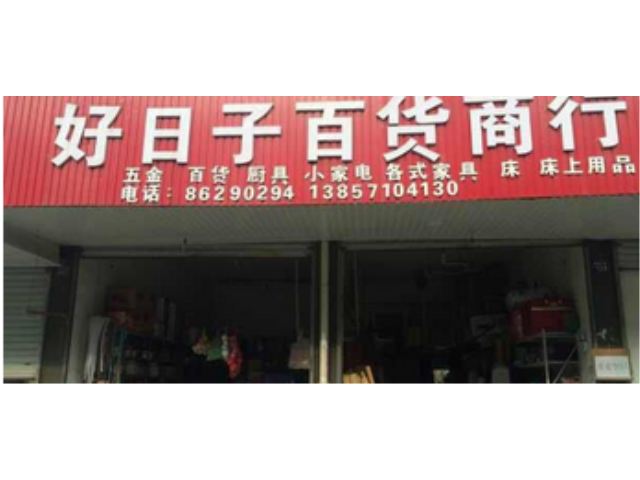 好日子百货商行
五金 百货 厨具 小家电 各式家具 床 床上用品
电话：86290294 13857104130